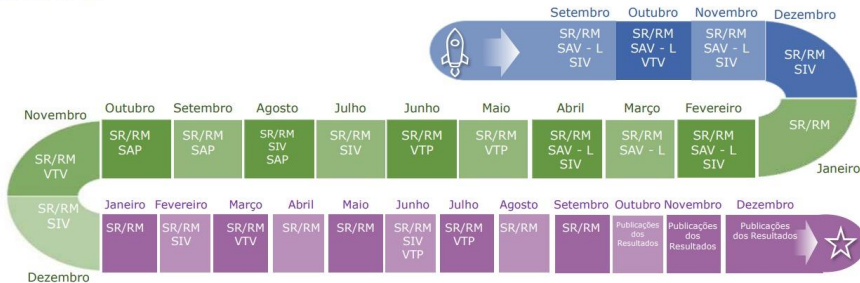 Setembro
SR/RM
SAV - L
SIV
Outubro
SR/RM
SAV - L
VTV
Novembro
SR/RM
SAV - L
SIV
Dezembro
SR/RM
SIV
Janeiro
SR/RM
Fevereiro
SR/RM
SAV - L
SIV
Março
SR/RM
SAV - L
Abril
SR/RM
SAV - L
SIV
Maio
SR/RM
VTP
Junho
SR/RM
VTP
Julho
SR/RM
SIV
Agosto
SR/RM
SIV
SAP
Setembro
SR/RM
SAP
Outubro
SR/RM
SAP
Novembro
SR/RM
VTV
Dezembro
SR/RM
SIV
Janeiro
SR/RM
Fevereiro
SR/RM
SIV
Março
SR/RM
VTV
Abril
SR/RM
Maio
SR/RM
Junho
SR/RM
SIV
VTP
Julho
SR/RM
VTP
Agosto
SR/RM
Setembro
SR/RM
Outubro
Publicações
dos
Resultados
Novembro
Publicações
dos
Resultados
Dezembro
Publicações
dos Resultados